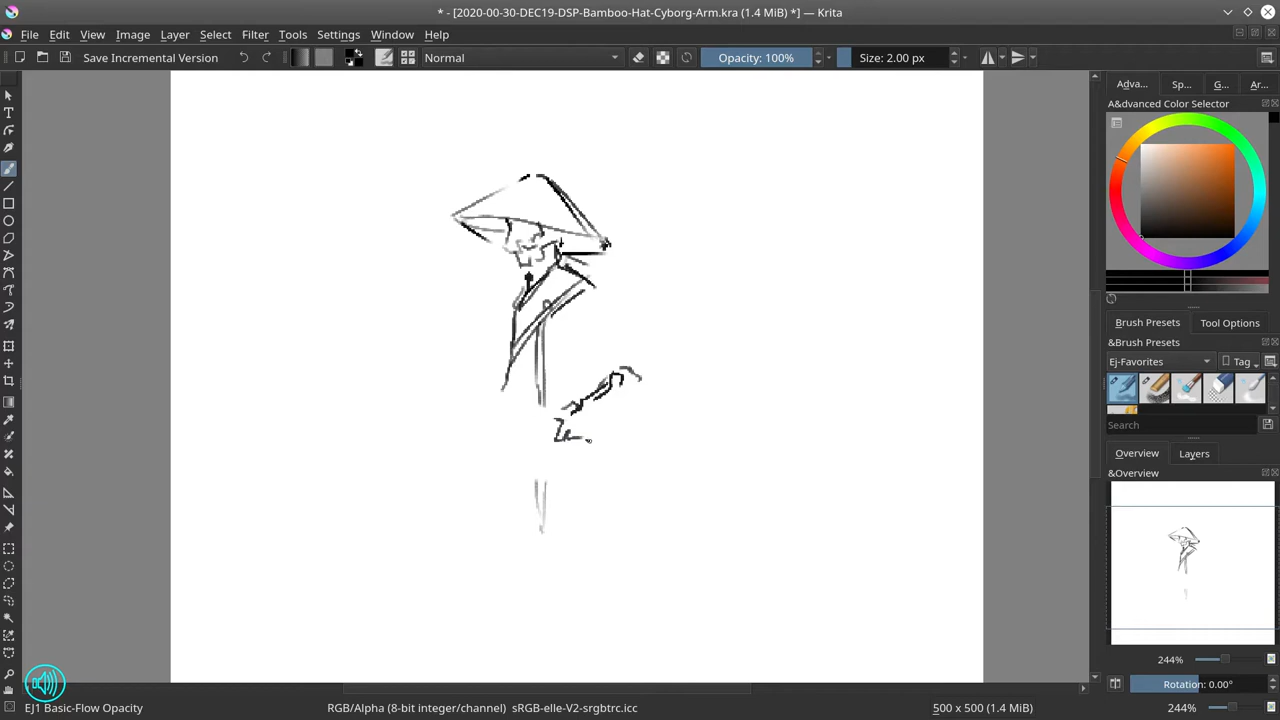 * - [2020-00-30-DEC19-DSP-Bamboo-Hat-Cyborg-Arm.kra (1.4 MiB) *] — Krita
File Edit View Image Layer Select Filter Tools Settings Window Help
Save Incremental Version Normal Opacity: 100% Size: 2.00 px
Adva... Sp... G... Ar...
A&dvanced Color Selector
Brush Presets Tool Options
&Brush Presets
Ej-Favorites Tag
Search
Overview Layers
&Overview
244%
Rotation: 0.00°
EJ1 Basic-Flow Opacity RGB/Alpha (8-bit integer/channel) sRGB-elle-V2-srgbtrc.icc 500 x 500 (1.4 MiB) 244%